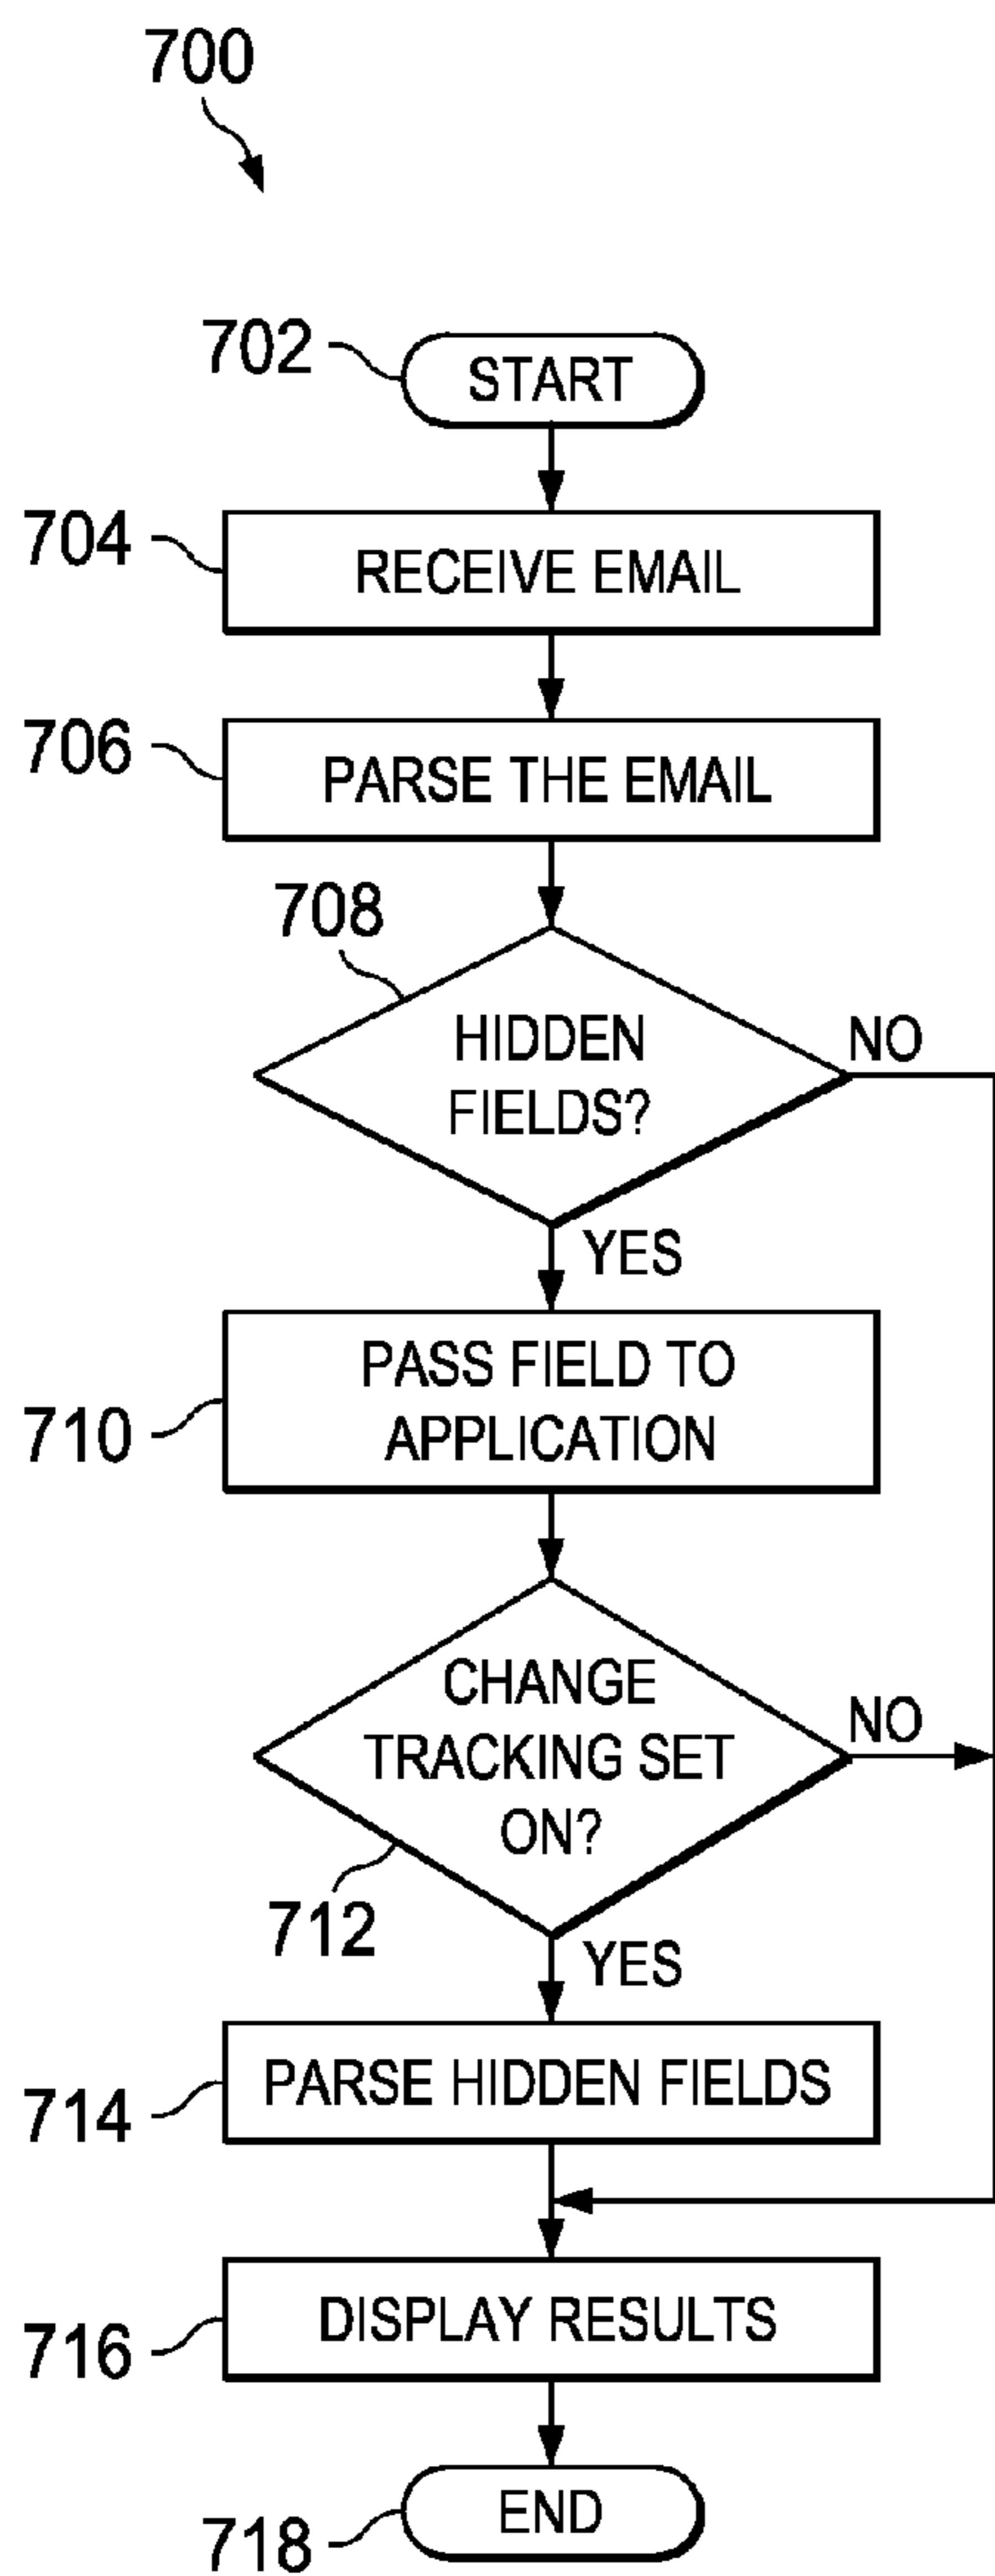 700
702
START
704
RECEIVE EMAIL
706
PARSE THE EMAIL
708
HIDDEN
FIELDS?
NO
YES
710
PASS FIELD TO
APPLICATION
CHANGE
TRACKING SET
ON?
NO
712
YES
714
PARSE HIDDEN FIELDS
716
DISPLAY RESULTS
718
END